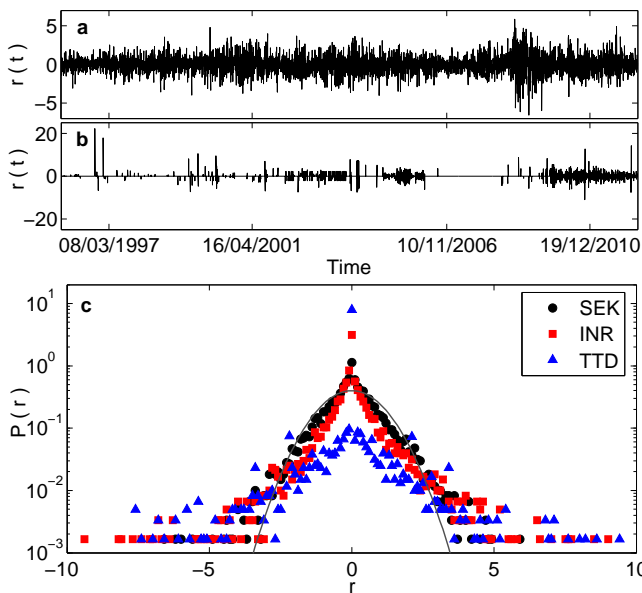 a
r ( t )
5
0
−5
b
r ( t )
20
0
−20
08/03/1997 16/04/2001 10/11/2006 19/12/2010
Time
c
P ( r )
10^1
10^0
10^−1
10^−2
10^−3
SEK
INR
TTD
−10 −5 0 5 10
r